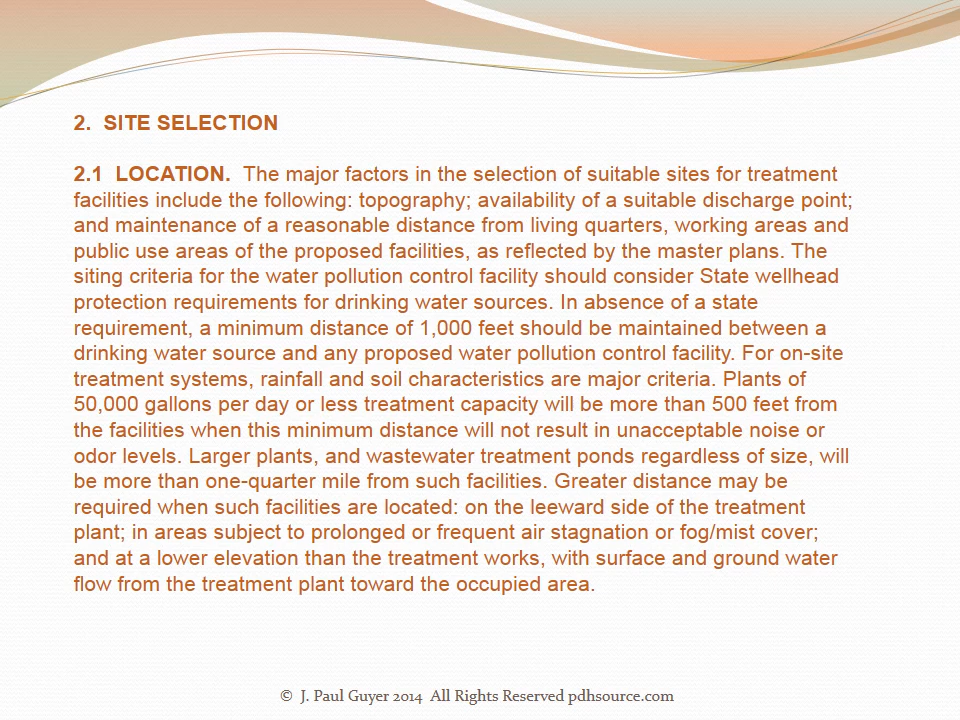 2.  SITE SELECTION
2.1  LOCATION.  The major factors in the selection of suitable sites for treatment
facilities include the following: topography; availability of a suitable discharge point;
and maintenance of a reasonable distance from living quarters, working areas and
public use areas of the proposed facilities, as reflected by the master plans. The
siting criteria for the water pollution control facility should consider State wellhead
protection requirements for drinking water sources. In absence of a state
requirement, a minimum distance of 1,000 feet should be maintained between a
drinking water source and any proposed water pollution control facility. For on-site
treatment systems, rainfall and soil characteristics are major criteria. Plants of
50,000 gallons per day or less treatment capacity will be more than 500 feet from
the facilities when this minimum distance will not result in unacceptable noise or
odor levels. Larger plants, and wastewater treatment ponds regardless of size, will
be more than one-quarter mile from such facilities. Greater distance may be
required when such facilities are located: on the leeward side of the treatment
plant; in areas subject to prolonged or frequent air stagnation or fog/mist cover;
and at a lower elevation than the treatment works, with surface and ground water
flow from the treatment plant toward the occupied area.
©  J. Paul Guyer 2014  All Rights Reserved pdhsource.com